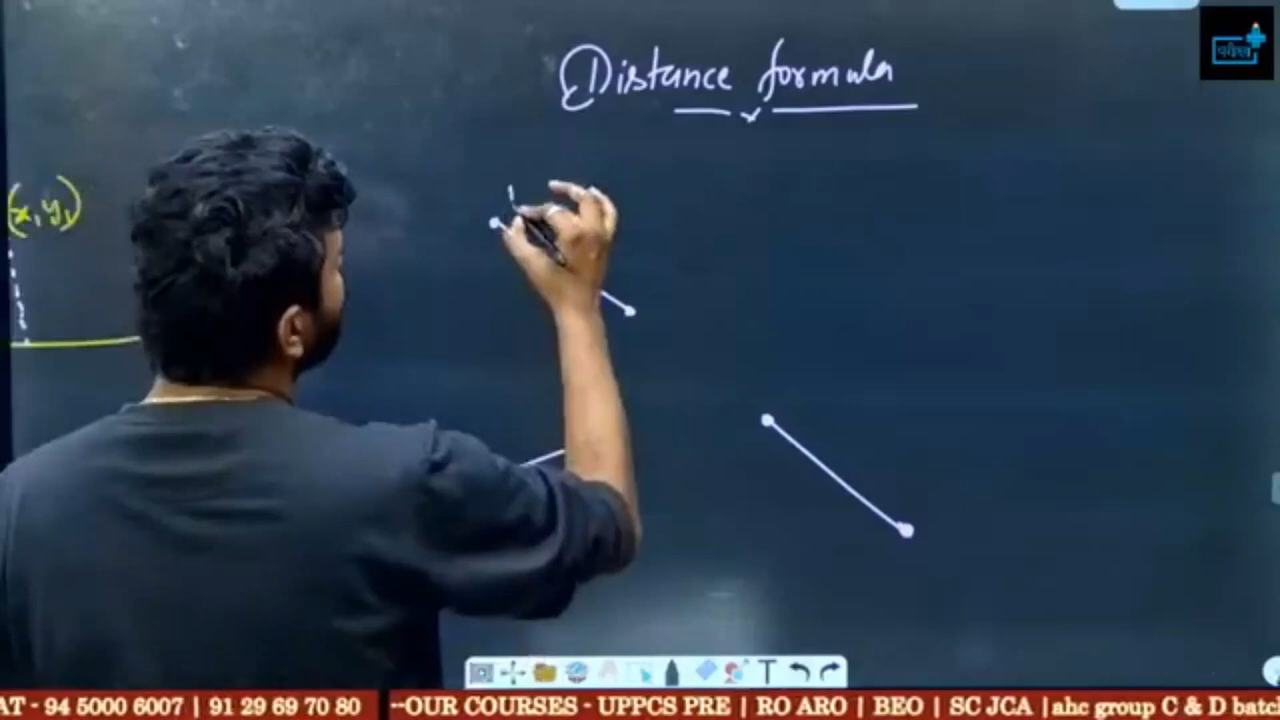 परीक्षा
Distance formula
(x, y)
T
AT - 94 5000 6007 | 91 29 69 70 80 --OUR COURSES - UPPCS PRE | RO ARO | BEO | SC JCA |ahc group C & D batc